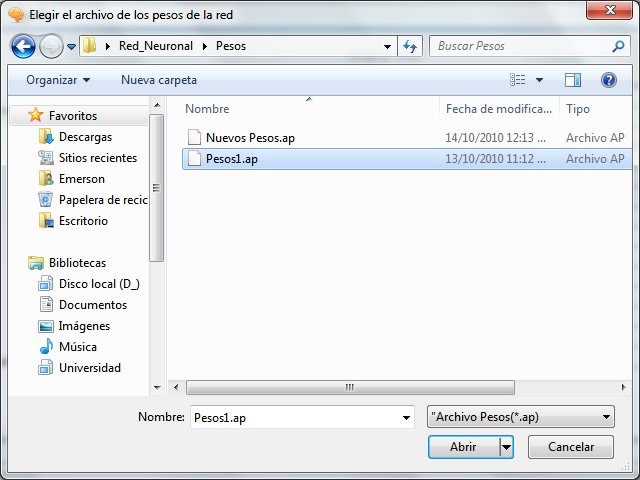 Elegir el archivo de los pesos de la red
Red_Neuronal Pesos Buscar Pesos
Organizar Nueva carpeta
Favoritos
Descargas
Sitios recientes
Emerson
Papelera de recic
Escritorio
Bibliotecas
Disco local (D_)
Documentos
Imágenes
Música
Universidad
Nombre Fecha de modifica... Tipo
Nuevos Pesos.ap 14/10/2010 12:13 ... Archivo AP
Pesos1.ap 13/10/2010 11:12 ... Archivo AP
Nombre: Pesos1.ap "Archivo Pesos(*.ap)
Abrir Cancelar